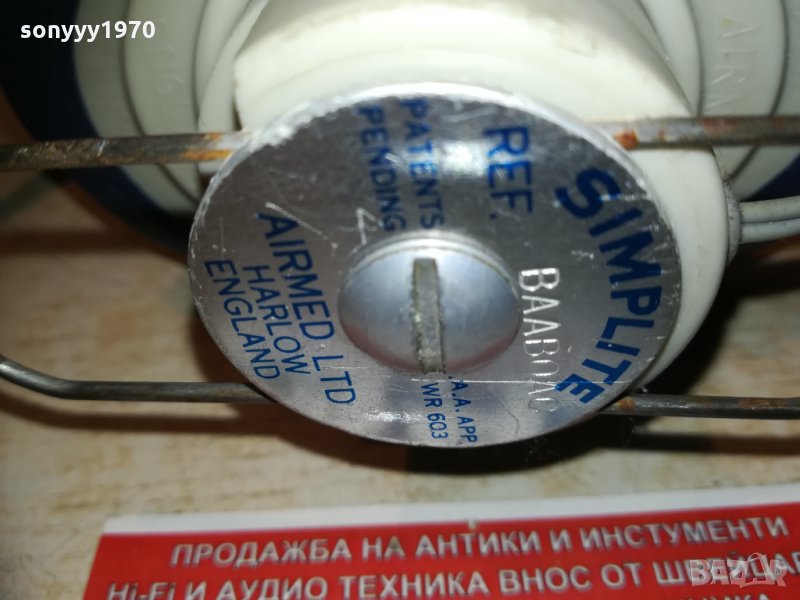 sonyyy1970
SIMPLITE
REF.
PATENTS
PENDING
AIRMED LTD
HARLOW
ENGLAND
A.A. APP.
WR 603
ПРОДАЖБА НА АНТИКИ И ИНСТУМЕНТИ
Hi-Fi И АУДИО ТЕХНИКА ВНОС ОТ
BAZAR